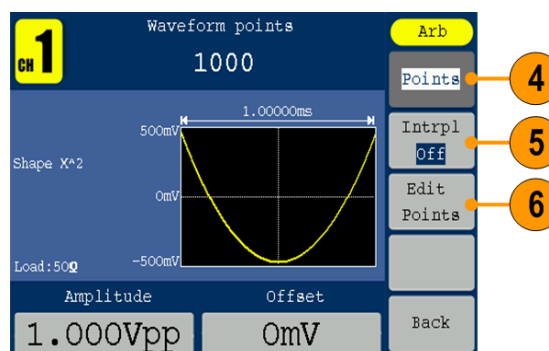 CH 1
Waveform points
1000
Arb
Points
4
Intrpl
Off
5
Edit
Points
6
Back
1.00000ms
500mV
Shape X^2
0mV
-500mV
Load:50Ω
Amplitude
Offset
1.000Vpp
0mV